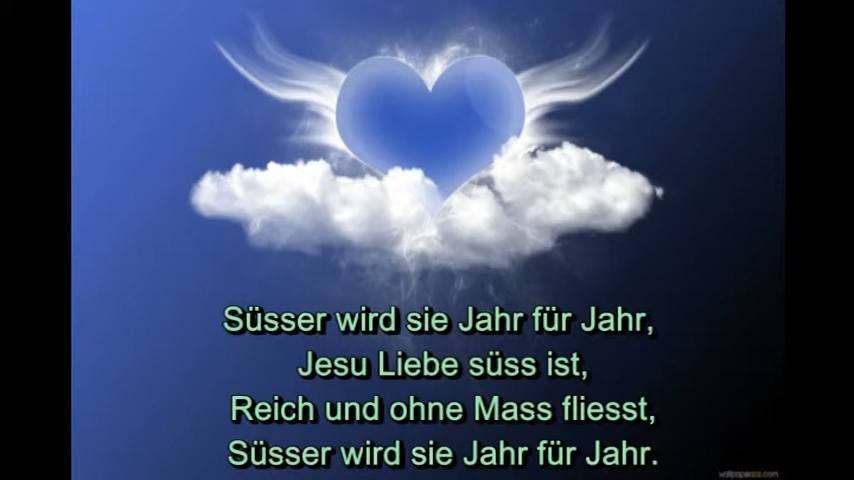 Süsser wird sie Jahr für Jahr,
Jesu Liebe süss ist,
Reich und ohne Mass fliesst,
Süsser wird sie Jahr für Jahr.